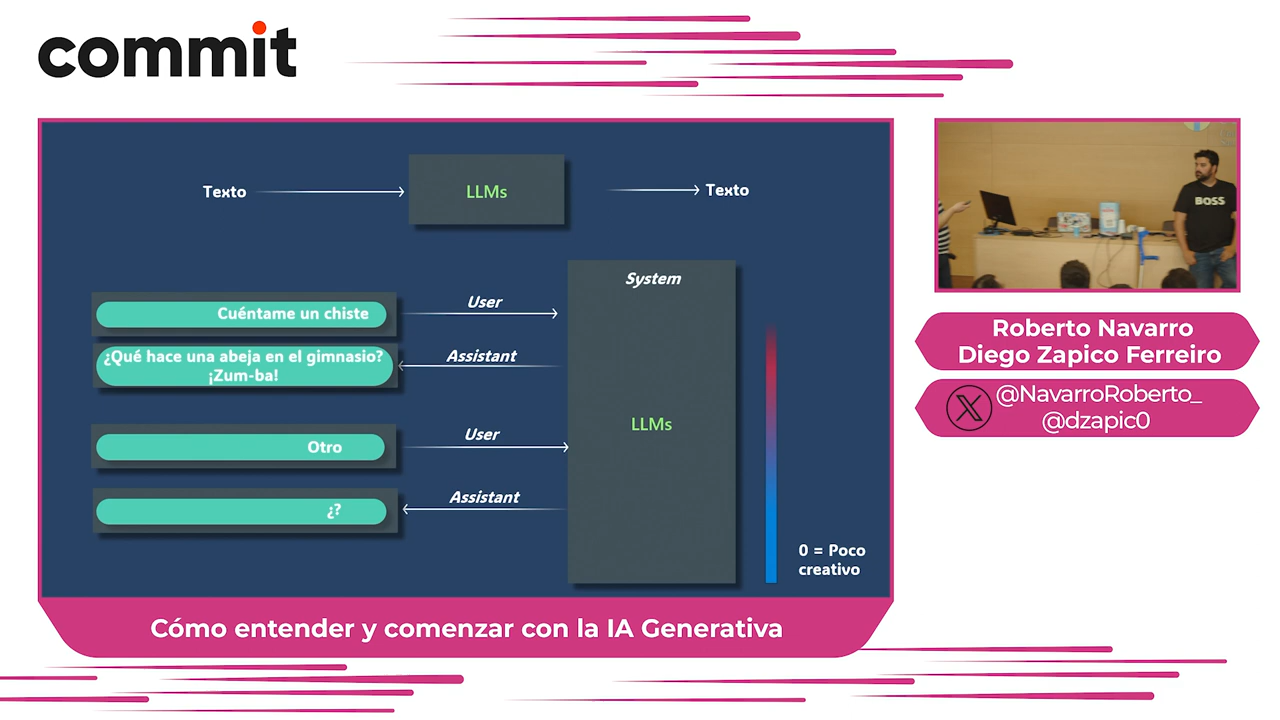 commit
Texto
LLMs
Texto
System
Cuéntame un chiste
User
¿Qué hace una abeja en el gimnasio?
¡Zum-ba!
Assistant
LLMs
Otro
User
¿?
Assistant
0 = Poco
creativo
Cómo entender y comenzar con la IA Generativa
BOSS
Roberto Navarro
Diego Zapico Ferreiro
@NavarroRoberto_
@dzapic0